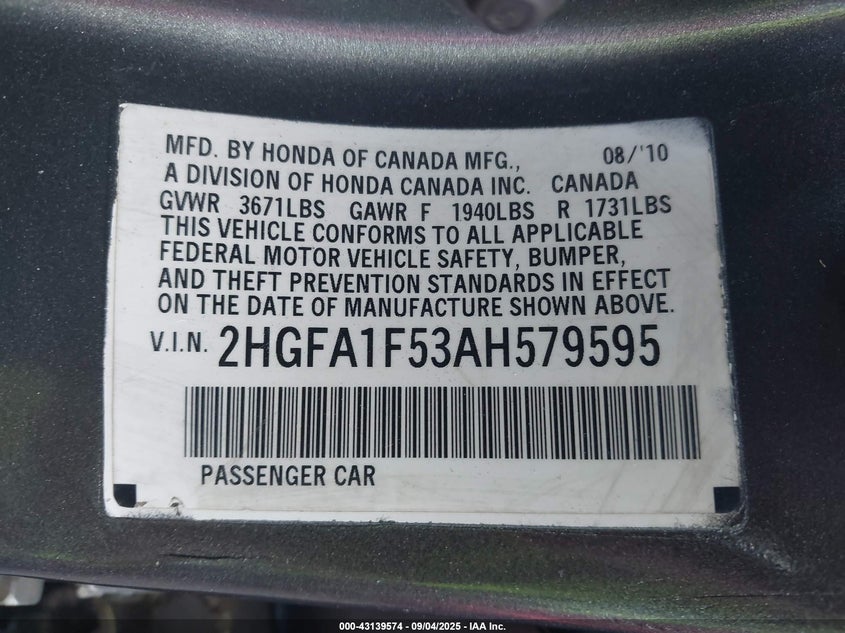 MFD. BY HONDA OF CANADA MFG., 08/'10
A DIVISION OF HONDA CANADA INC. CANADA
GVWR 3671LBS GAWR F 1940LBS R 1731LBS
THIS VEHICLE CONFORMS TO ALL APPLICABLE
FEDERAL MOTOR VEHICLE SAFETY, BUMPER,
AND THEFT PREVENTION STANDARDS IN EFFECT
ON THE DATE OF MANUFACTURE SHOWN ABOVE.
V.I.N. 2HGFA1F53AH579595
PASSENGER CAR
000-43139574 - 09/04/2025 - IAA Inc.